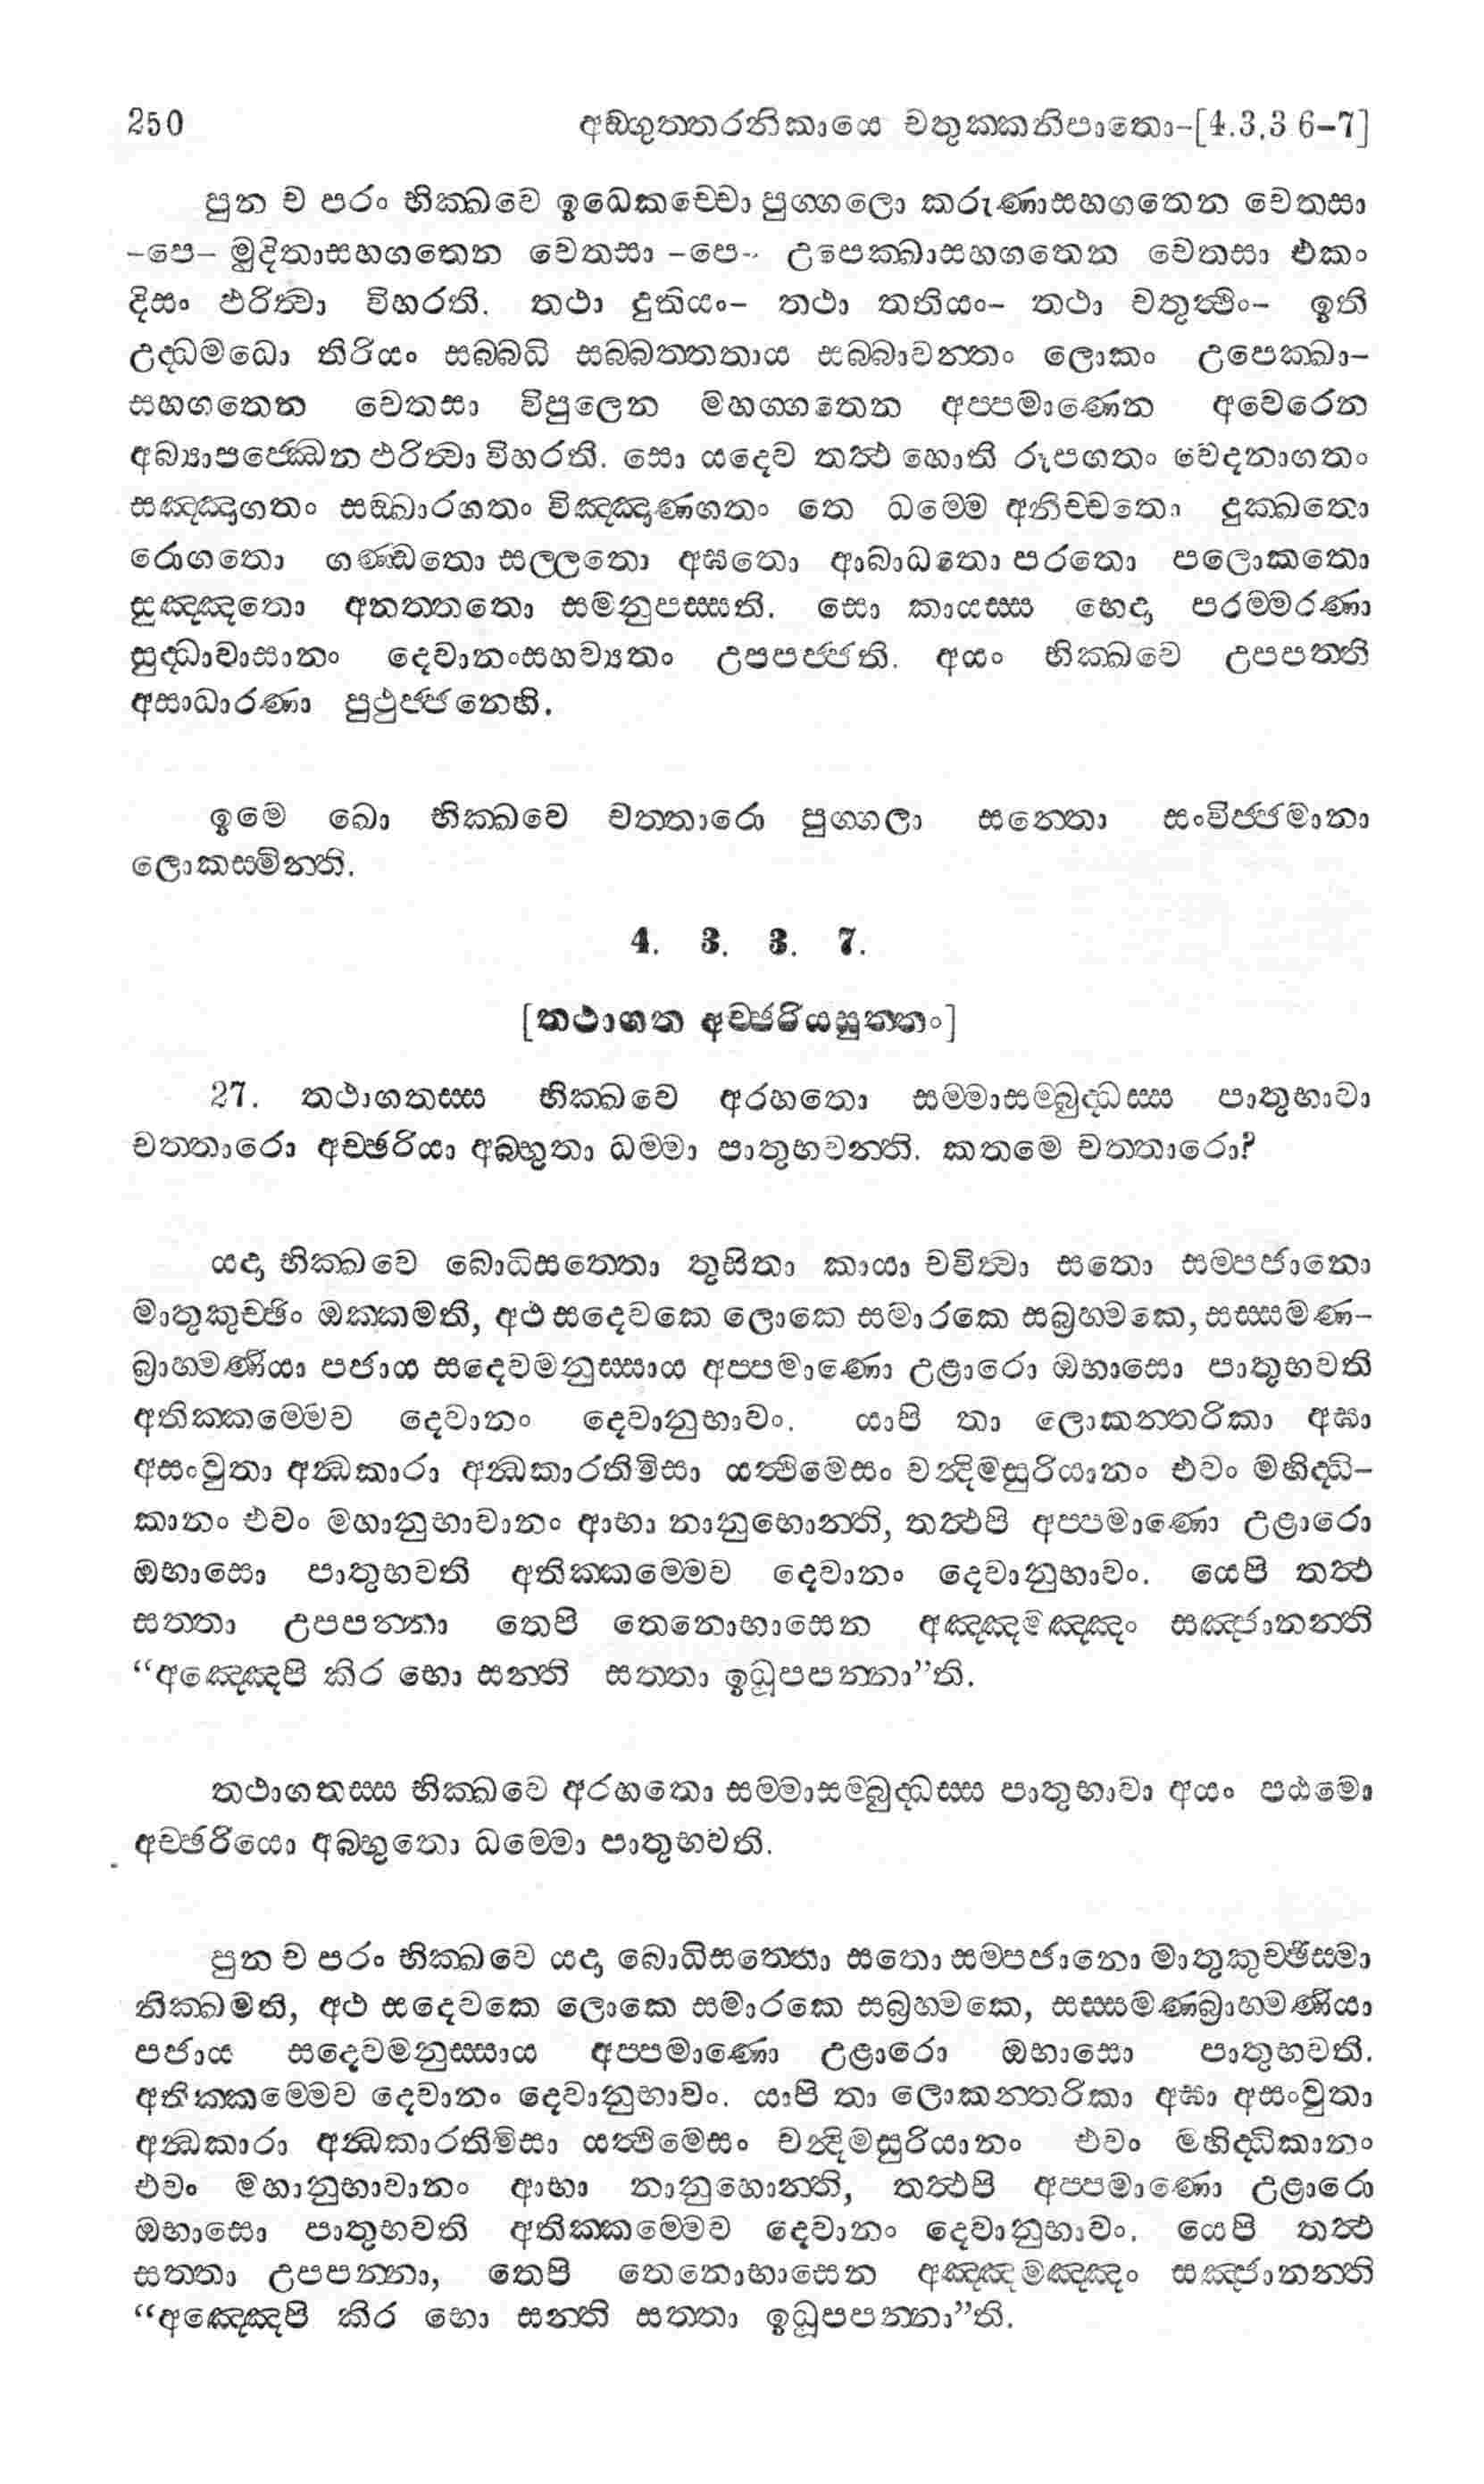 250 අඞ්ගුත්තරනිකායෙ චතුක්කනිපාතො-[4.3.3 6-7]
පුන ච පරං භික්ඛවෙ ඉධෙකච්චො පුග්ගලො කරුණාසහගතෙන චෙතසා
-පෙ- මුදිතාසහගතෙන චෙතසා -පෙ- උපෙක්ඛාසහගතෙන චෙතසා එකං
දිසං ඵරිත්වා විහරති. තථා දුතියං- තථා තතියං- තථා චතුත්ථිං- ඉති
උද්ධමධො තිරියං සබ්බධි සබ්බත්තතාය සබ්බාවන්තං ලොකං උපෙක්ඛා-
සහගතෙන චෙතසා විපුලෙන මහග්ගතෙන අප්පමාණෙන අවෙරෙන
අබ්‍යාපජ්ඣෙන ඵරිත්වා විහරති. සො යදෙව තත්ථ හොති රූපගතං වෙදනාගතං
සඤ්ඤාගතං සඞ්ඛාරගතං විඤ්ඤාණගතං තෙ ධම්මෙ අනිච්චතො දුක්ඛතො
රොගතො ගණ්ඩතො සල්ලතො අඝතො ආබාධතො පරතො පලොකතො
සුඤ්ඤතො අනත්තතො සමනුපස්සති. සො කායස්ස භෙදා පරම්මරණා
සුද්ධාවාසානං දෙවානංසහව්‍යතං උපපජ්ජති. අයං භික්ඛවෙ උපපත්ති
අසාධාරණා පුථුජ්ජනෙහි.
ඉමෙ ඛො භික්ඛවෙ චත්තාරො පුග්ගලා සන්තො සංවිජ්ජමානා
ලොකස්මින්ති.
4. 3. 3. 7.
[තථාගත අච්ඡරියසුත්තං]
27. තථාගතස්ස භික්ඛවෙ අරහතො සම්මාසම්බුද්ධස්ස පාතුභාවා
චත්තාරො අච්ඡරියා අබ්භුතා ධම්මා පාතුභවන්ති. කතමෙ චත්තාරො?
යදා භික්ඛවෙ බොධිසත්තො තුසිතා කායා චවිත්වා සතො සම්පජානො
මාතුකුච්ඡිං ඔක්කමති, අථ සදෙවකෙ ලොකෙ සමාරකෙ සබ්‍රහ්මකෙ, සස්සමණ-
බ්‍රාහ්මණියා පජාය සදෙවමනුස්සාය අප්පමාණො උළාරො ඔභාසො පාතුභවති
අතික්කම්මෙව දෙවානං දෙවානුභාවං. යාපි තා ලොකන්තරිකා අඝා
අසංවුතා අන්ධකාරා අන්ධකාරතිමිසා යත්ථිමෙසං චන්දිමසුරියානං එවං මහිද්ධි-
කානං එවං මහානුභාවානං ආභා නානුභොන්ති, තත්ථපි අප්පමාණො උළාරො
ඔභාසො පාතුභවති අතික්කම්මෙව දෙවානං දෙවානුභාවං. යෙපි තත්ථ
සත්තා උපපන්නා තෙපි තෙනොභාසෙන අඤ්ඤමඤ්ඤං සඤ්ජානන්ති
“අඤ්ඤෙපි කිර භො සන්ති සත්තා ඉධූපපන්නා”ති.
තථාගතස්ස භික්ඛවෙ අරහතො සම්මාසම්බුද්ධස්ස පාතුභාවා අයං පඨමො
අච්ඡරියො අබ්භුතො ධම්මො පාතුභවති.
පුන ච පරං භික්ඛවෙ යදා බොධිසත්තො සතො සම්පජානො මාතුකුච්ඡිස්මා
නික්ඛමති, අථ සදෙවකෙ ලොකෙ සමාරකෙ සබ්‍රහ්මකෙ, සස්සමණබ්‍රාහ්මණියා
පජාය සදෙවමනුස්සාය අප්පමාණො උළාරො ඔභාසො පාතුභවති.
අතික්කම්මෙව දෙවානං දෙවානුභාවං. යාපි තා ලොකන්තරිකා අඝා අසංවුතා
අන්ධකාරා අන්ධකාරතිමිසා යත්ථිමෙසං චන්දිමසුරියානං එවං මහිද්ධිකානං
එවං මහානුභාවානං ආභා නානුභොන්ති, තත්ථපි අප්පමාණො උළාරො
ඔභාසො පාතුභවති අතික්කම්මෙව දෙවානං දෙවානුභාවං. යෙපි තත්ථ
සත්තා උපපන්නා, තෙපි තෙනොභාසෙන අඤ්ඤමඤ්ඤං සඤ්ජානන්ති
“අඤ්ඤෙපි කිර භො සන්ති සත්තා ඉධූපපන්නා”ති.